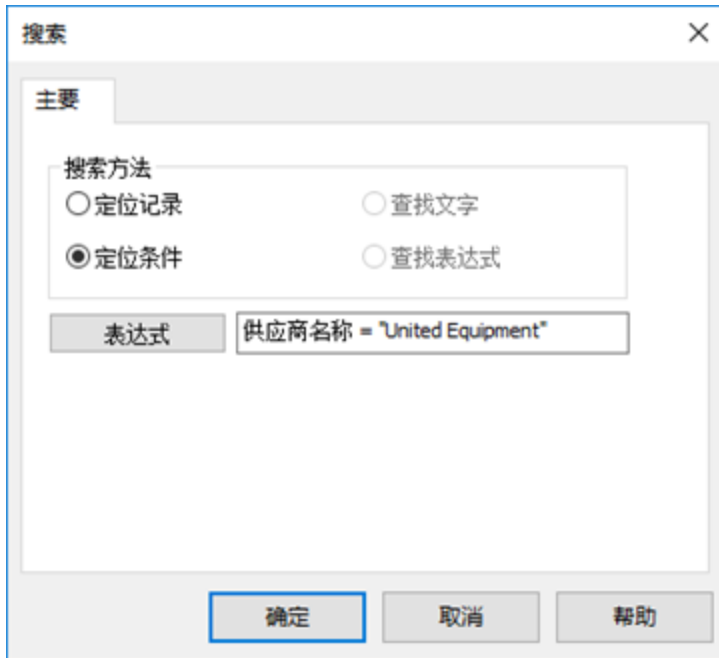 搜索
主要
搜索方法
定位记录 查找文字
定位条件 查找表达式
表达式 供应商名称 = "United Equipment"
确定 取消 帮助